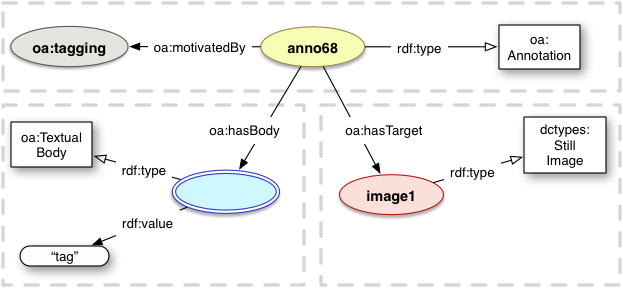 oa:tagging
oa:motivatedBy
anno68
rdf:type
oa:
Annotation
oa:hasBody
oa:hasTarget
oa:Textual
Body
rdf:type
rdf:value
“tag”
image1
rdf:type
dctypes:
Still
Image